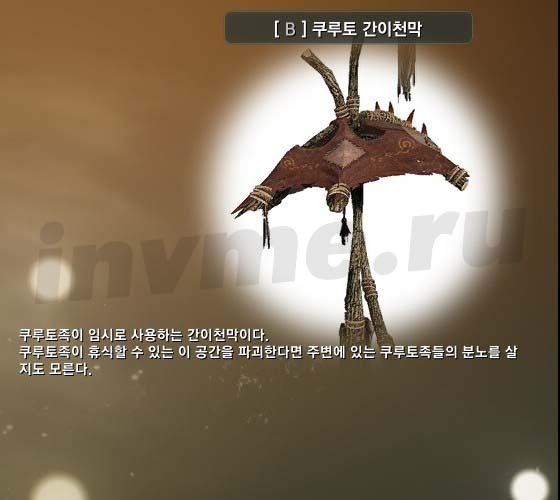 [ B ] 쿠루토 간이천막
invme.ru
쿠루토족이 임시로 사용하는 간이천막이다.
쿠루토족이 휴식할 수 있는 이 공간을 파괴한다면 주변에 있는 쿠루토족들의 분노를 살
지도 모른다.